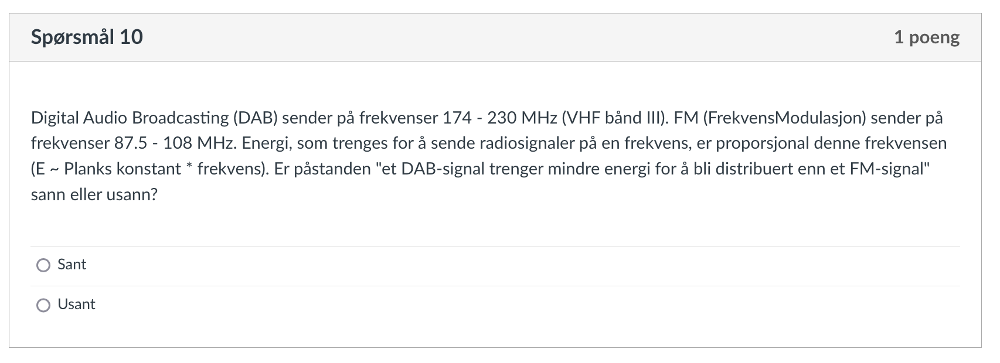 Spørsmål 10
1 poeng
Digital Audio Broadcasting (DAB) sender på frekvenser 174 - 230 MHz (VHF bånd III). FM (FrekvensModulasjon) sender på
frekvenser 87.5 - 108 MHz. Energi, som trenges for å sende radiosignaler på en frekvens, er proporsjonal denne frekvensen
(E ~ Planks konstant * frekvens). Er påstanden "et DAB-signal trenger mindre energi for å bli distribuert enn et FM-signal"
sann eller usann?
Sant
Usant